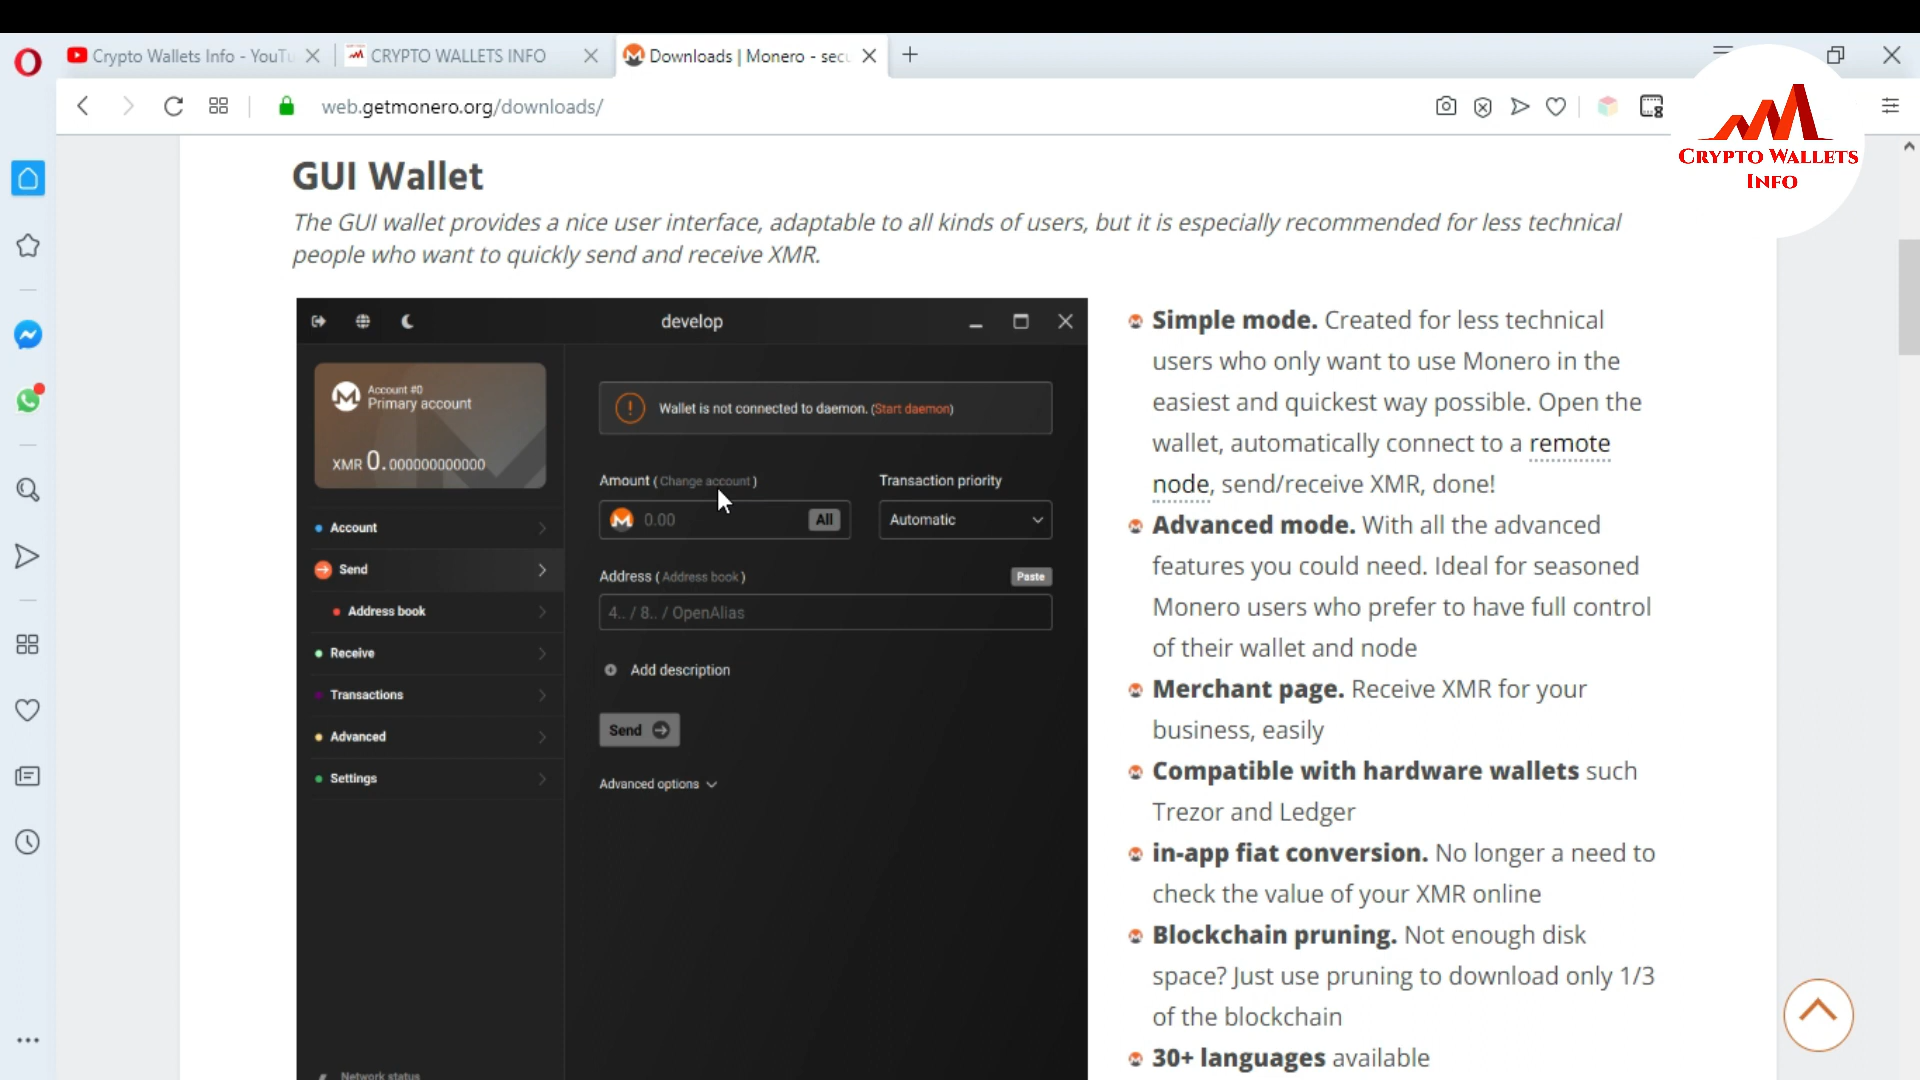 Crypto Wallets Info - YouTu
CRYPTO WALLETS INFO
Downloads | Monero - secu
web.getmonero.org/downloads/
CRYPTO WALLETS
INFO
GUI Wallet
The GUI wallet provides a nice user interface, adaptable to all kinds of users, but it is especially recommended for less technical
people who want to quickly send and receive XMR.
develop
Account #0
Primary account
XMR 0.000000000000
Account
Send
Address book
Receive
Transactions
Advanced
Settings
Network status
Wallet is not connected to daemon. (Start daemon)
Amount ( Change account )
Transaction priority
0.00
All
Automatic
Address ( Address book )
Paste
4.. / 8.. / OpenAlias
Add description
Send
Advanced options
Simple mode. Created for less technical
users who only want to use Monero in the
easiest and quickest way possible. Open the
wallet, automatically connect to a remote
node, send/receive XMR, done!
Advanced mode. With all the advanced
features you could need. Ideal for seasoned
Monero users who prefer to have full control
of their wallet and node
Merchant page. Receive XMR for your
business, easily
Compatible with hardware wallets such
Trezor and Ledger
in-app fiat conversion. No longer a need to
check the value of your XMR online
Blockchain pruning. Not enough disk
space? Just use pruning to download only 1/3
of the blockchain
30+ languages available